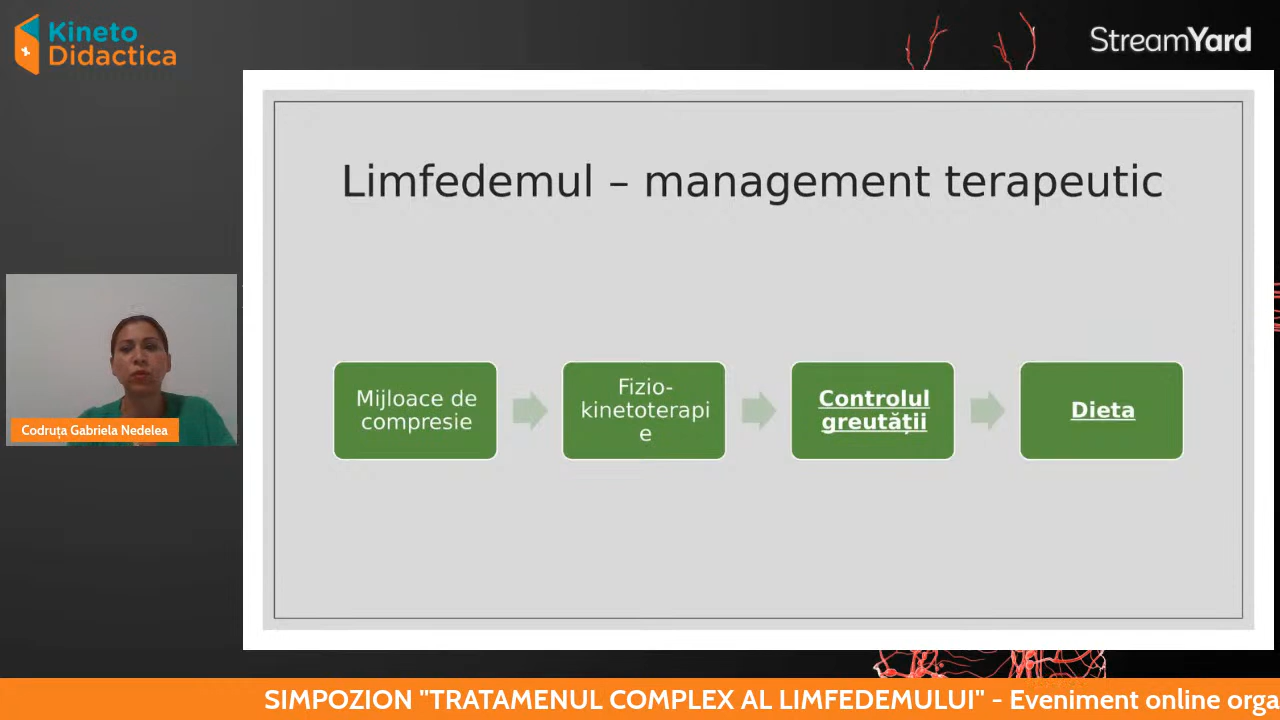 Kineto
Didactica
StreamYard
Limfedemul – management terapeutic
Mijloace de
compresie
Fizio-
kinetoterapi
e
Controlul
greutății
Dieta
Codruța Gabriela Nedelea
SIMPOZION "TRATAMENUL COMPLEX AL LIMFEDEMULUI" - Eveniment online orga